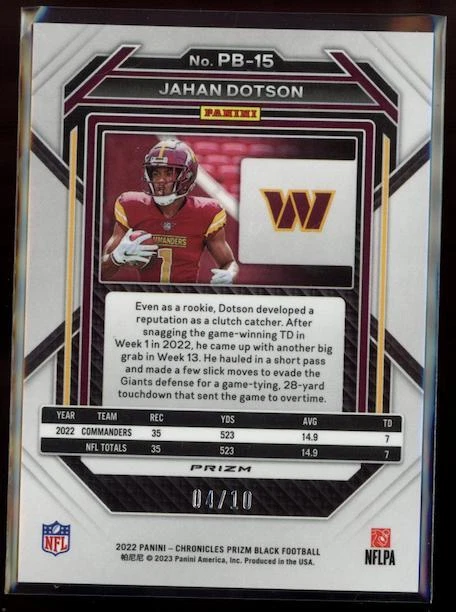 No. PB-15
JAHAN DOTSON
PANINI
COMMANDERS
1
W
Even as a rookie, Dotson developed a
reputation as a clutch catcher. After
snagging the game-winning TD in
Week 1 in 2022, he came up with another big
grab in Week 13. He hauled in a short pass
and made a few slick moves to evade the
Giants defense for a game-tying, 28-yard
touchdown that sent the game to overtime.
YEAR TEAM REC YDS AVG TD
2022 COMMANDERS 35 523 14.9 7
NFL TOTALS 35 523 14.9 7
PRIZM
04/10
NFL
2022 PANINI – CHRONICLES PRIZM BLACK FOOTBALL
帕尼尼 © 2023 Panini America, Inc. Produced in the USA.
NFLPA